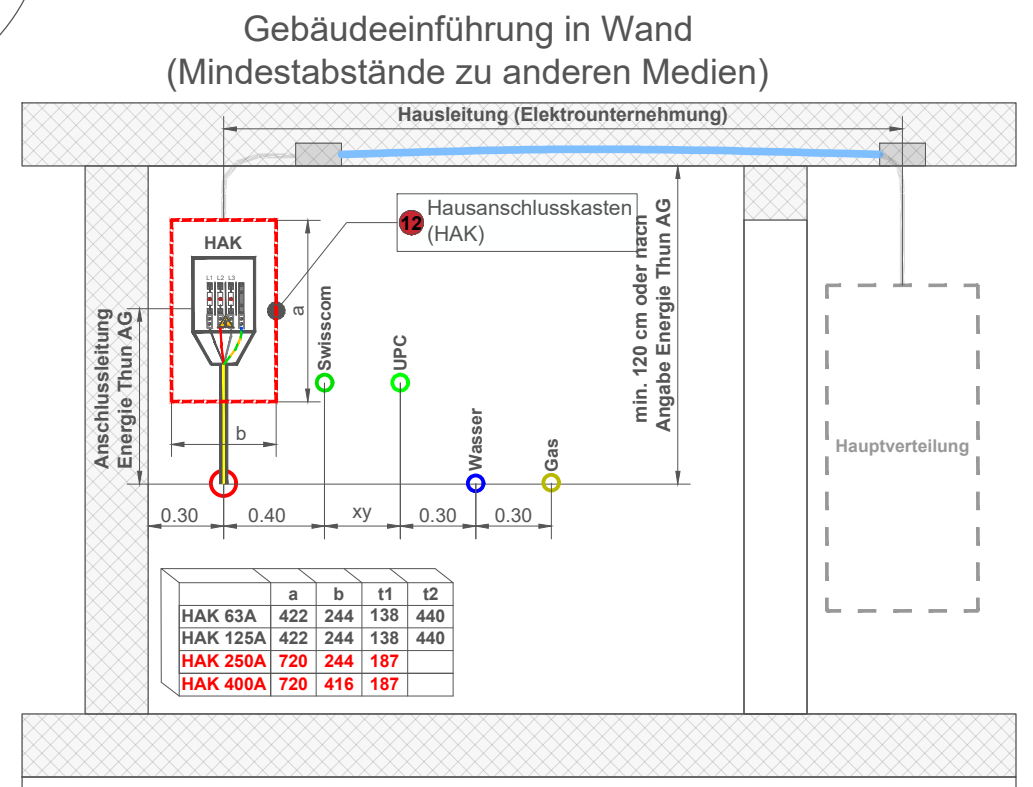 Gebäudeeinführung in Wand
(Mindestabstände zu anderen Medien)
Hausleitung (Elektrounternehmung)
12
Hausanschlusskasten
(HAK)
HAK
L1 L2 L3
a
b
Anschlussleitung
Energie Thun AG
Swisscom
UPC
Wasser
Gas
min. 120 cm oder nach
Angabe Energie Thun AG
Hauptverteilung
0.30 0.40 xy 0.30 0.30
a b t1 t2
HAK 63A 422 244 138 440
HAK 125A 422 244 138 440
HAK 250A 720 244 187
HAK 400A 720 416 187